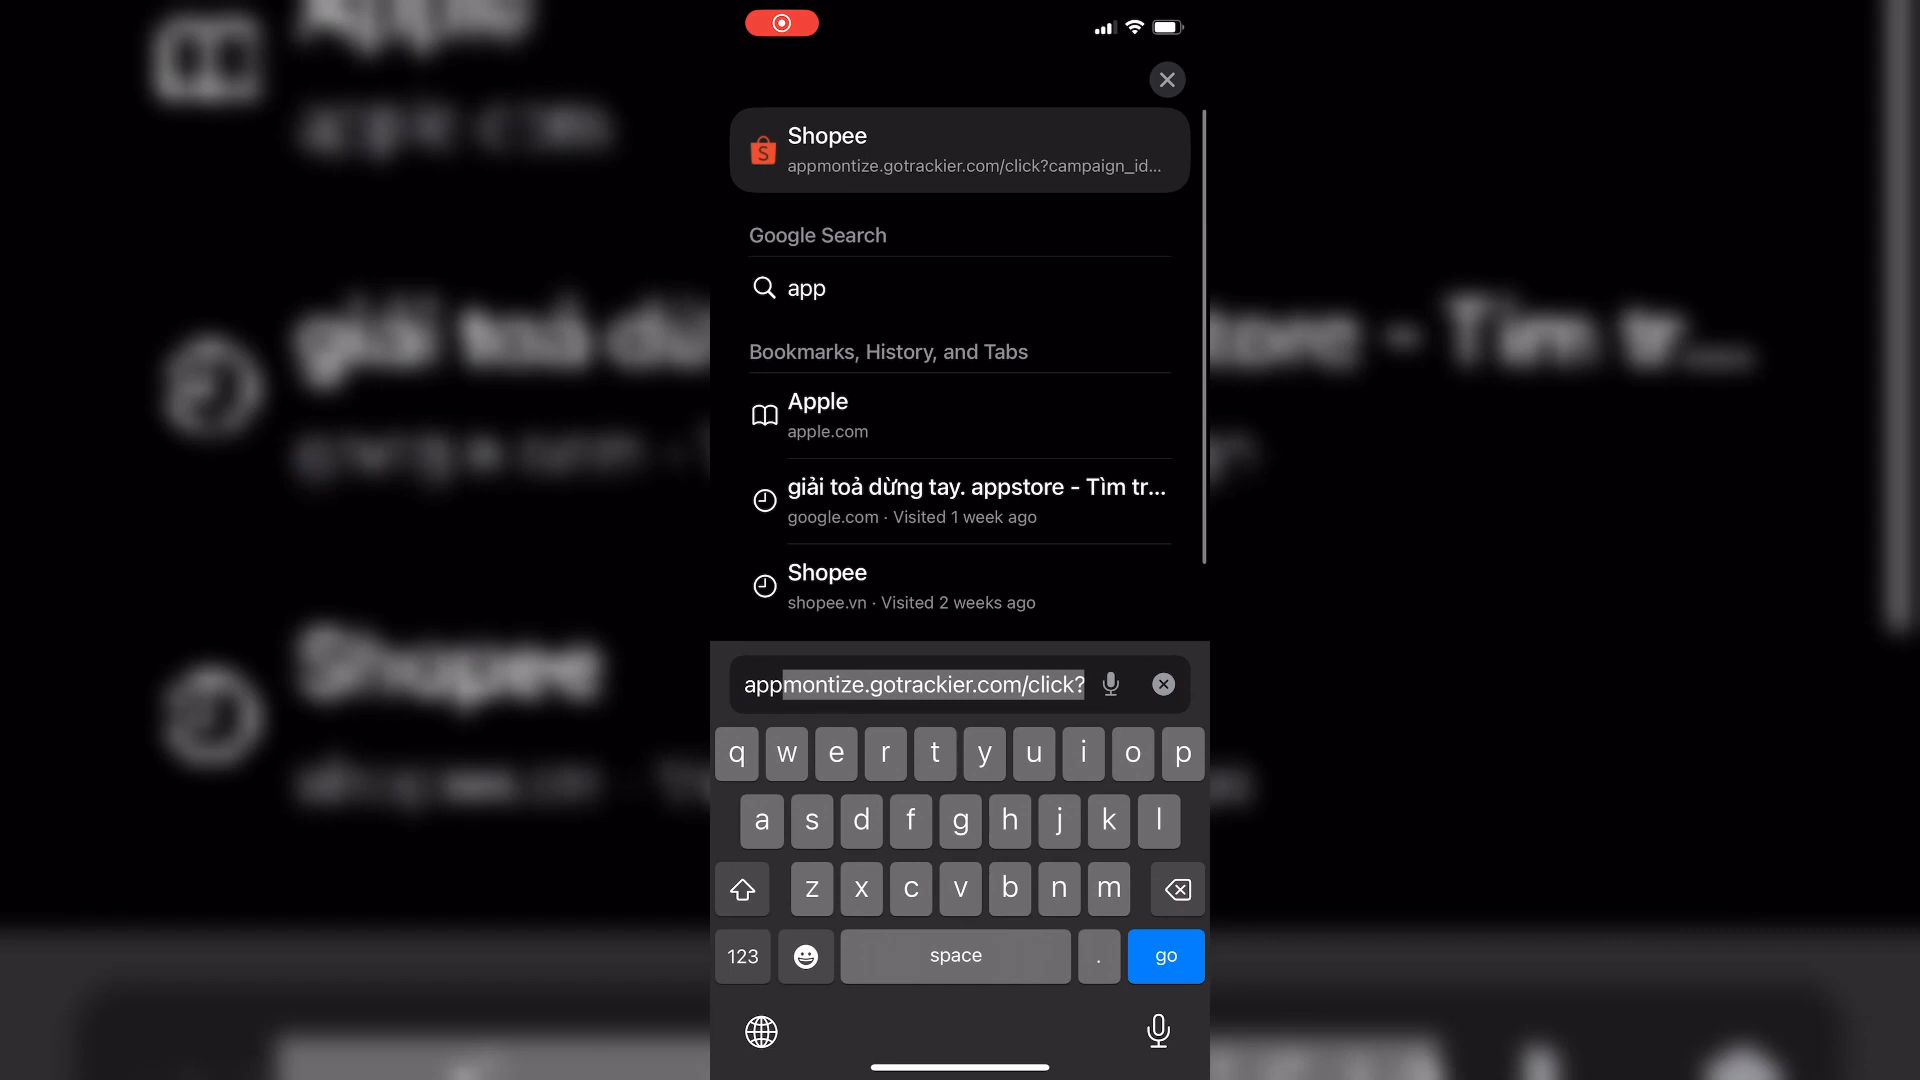 Shopee
appmontize.gotrackier.com/click?campaign_id...
Google Search
app
Bookmarks, History, and Tabs
Apple
apple.com
giải toả dừng tay. appstore - Tìm tr...
google.com · Visited 1 week ago
Shopee
shopee.vn · Visited 2 weeks ago
appmontize.gotrackier.com/click?
q w e r t y u i o p
a s d f g h j k l
z x c v b n m
123 space . go